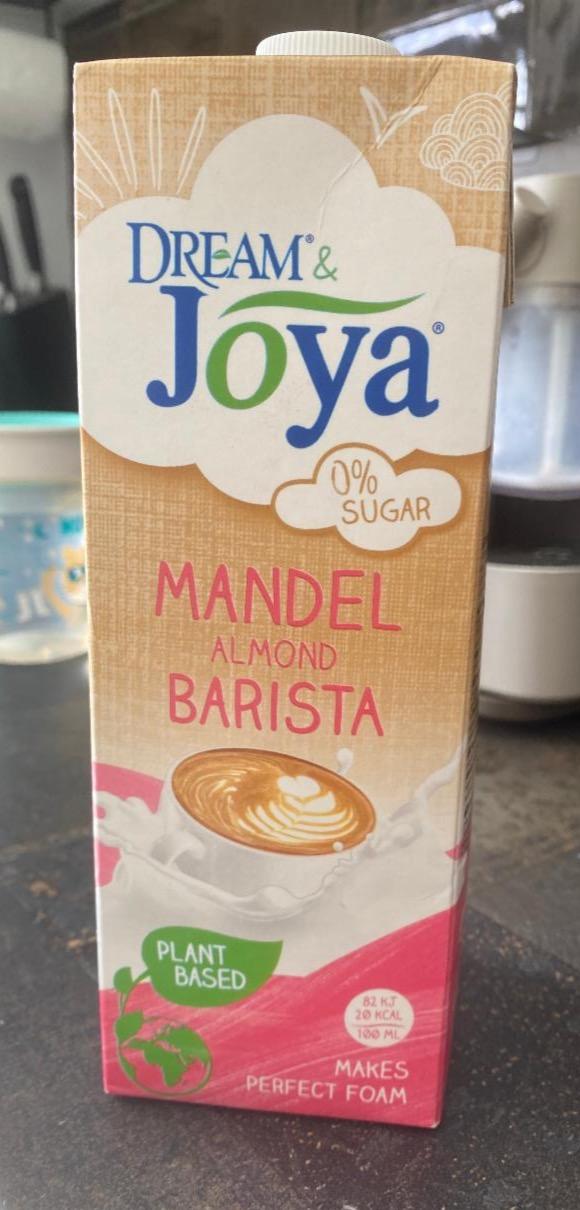 DREAM® &
Joya®
0%
SUGAR
MANDEL
ALMOND
BARISTA
PLANT
BASED
82 KJ
20 KCAL
100 ML
MAKES
PERFECT FOAM